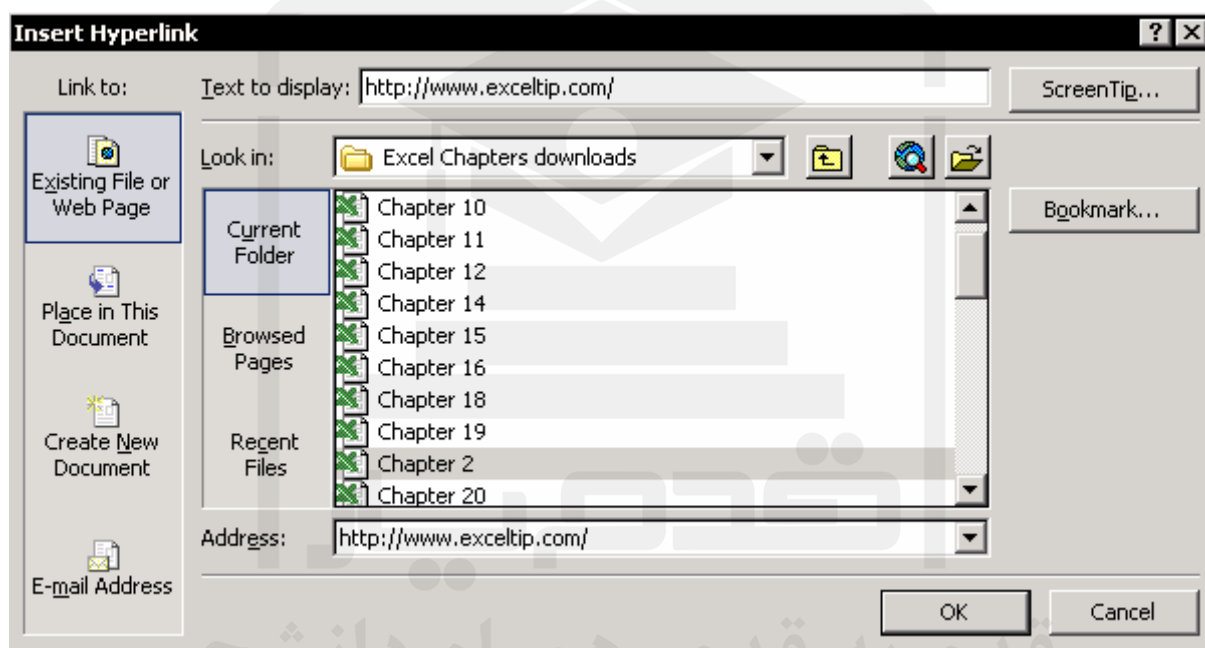 Insert Hyperlink
Link to:
Text to display: http://www.exceltip.com/
ScreenTip...
Existing File or
Web Page
Look in: Excel Chapters downloads
Current
Folder
Chapter 10
Chapter 11
Chapter 12
Chapter 14
Chapter 15
Chapter 16
Chapter 18
Chapter 19
Chapter 2
Chapter 20
Bookmark...
Place in This
Document
Browsed
Pages
Create New
Document
Recent
Files
Address: http://www.exceltip.com/
E-mail Address
OK
Cancel